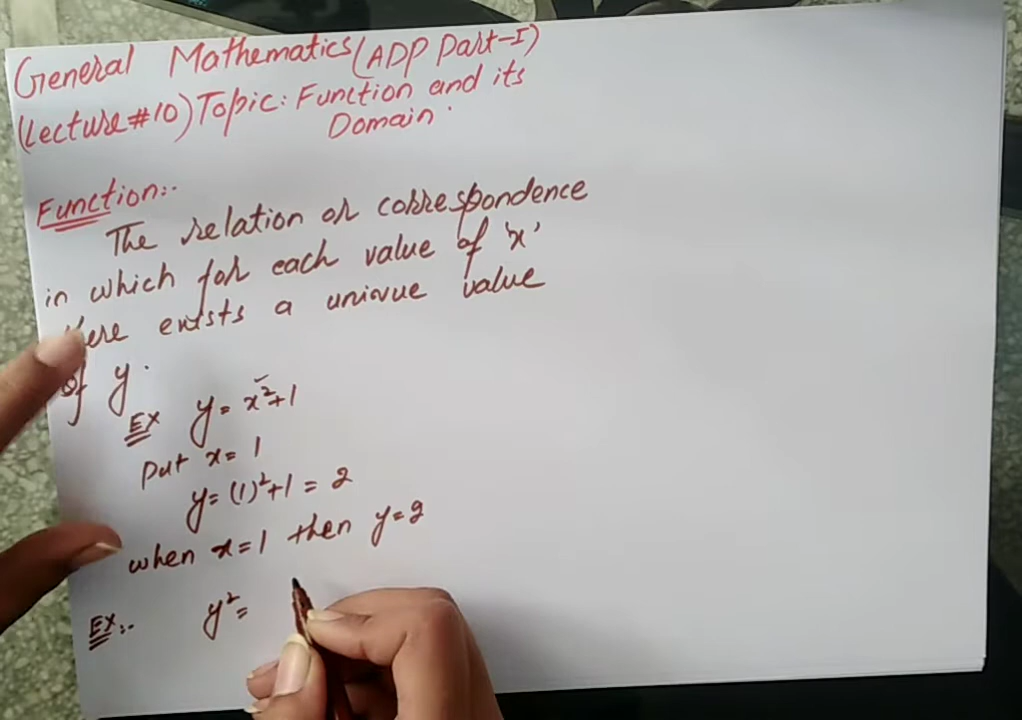 General Mathematics (ADP Part-I)
(Lecture#10) Topic: Function and its
Domain.
Function:-
The relation or correspondence
in which for each value of 'x'
there exists a unique value
of y.
Ex y = x²+1
Put x = 1
y = (1)²+1 = 2
when x=1 then y=2
Ex:- y² =